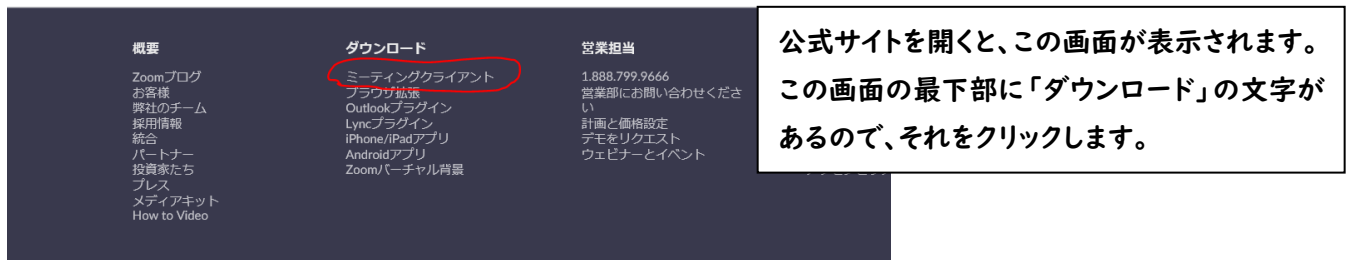 概要
Zoomブログ
お客様
弊社のチーム
採用情報
統合
パートナー
投資家たち
プレス
メディアキット
How to Video
ダウンロード
ミーティングクライアント
ブラウザ拡張
Outlookプラグイン
Lyncプラグイン
iPhone/iPadアプリ
Androidアプリ
Zoomバーチャル背景
営業担当
1.888.799.9666
営業部にお問い合わせくださ
い
計画と価格設定
デモをリクエスト
ウェビナーとイベント
公式サイトを開くと、この画面が表示されます。
この画面の最下部に「ダウンロード」の文字が
あるので、それをクリックします。